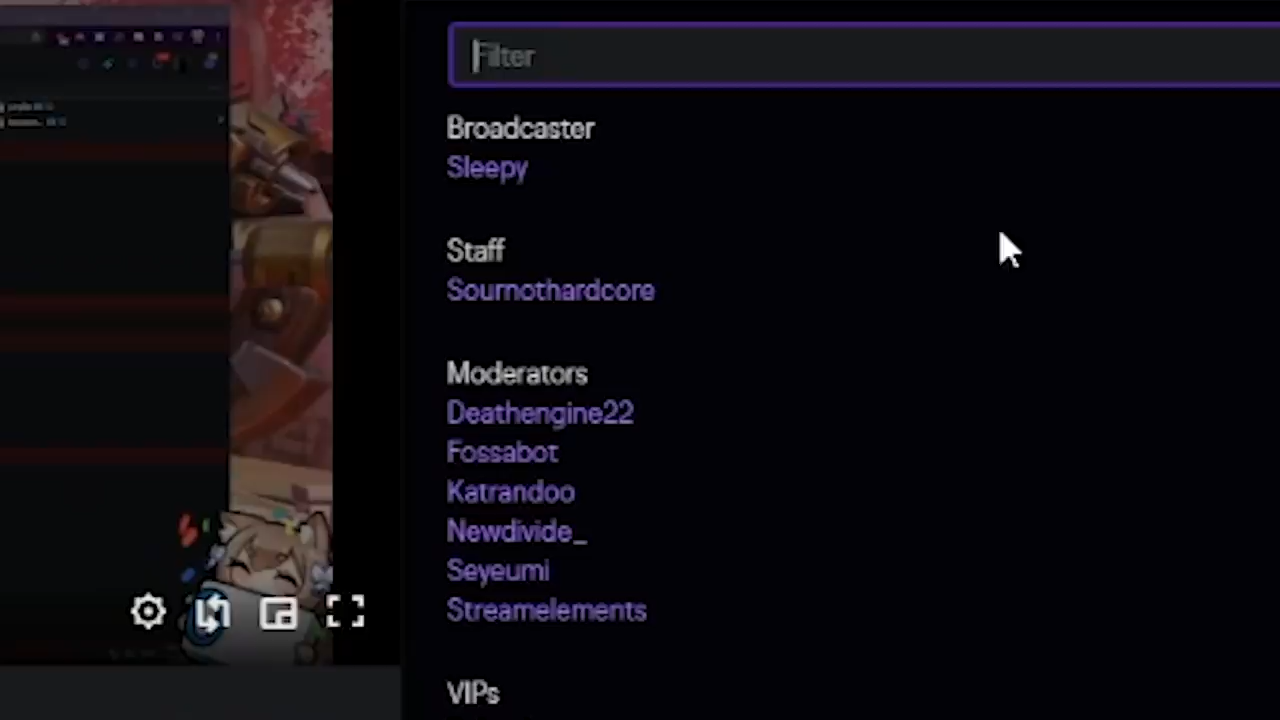 Filter
Broadcaster
Sleepy
Staff
Sournothardcore
Moderators
Deathengine22
Fossabot
Katrandoo
Newdivide_
Seyeumi
Streamelements
VIPs